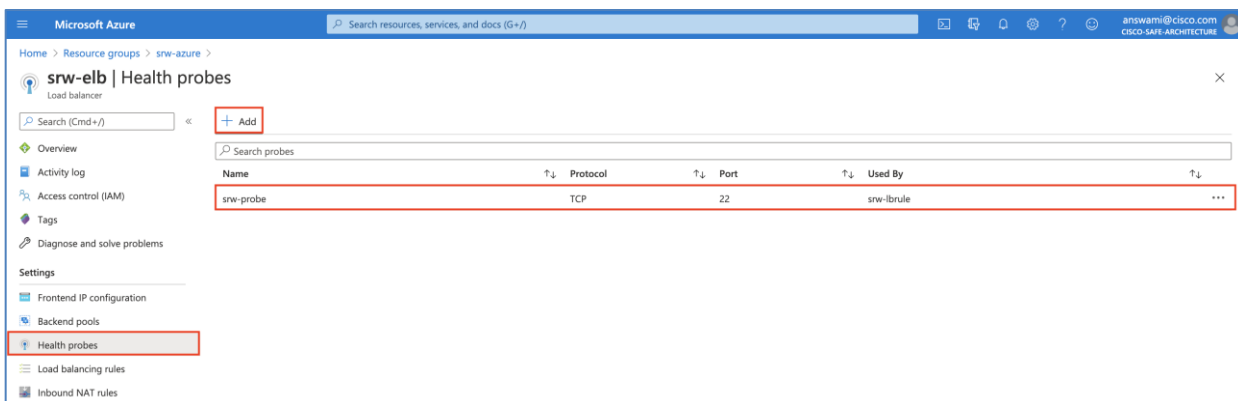 Microsoft Azure
Search resources, services, and docs (G+/)
answami@cisco.com
CISCO-SAFE-ARCHITECTURE
Home > Resource groups > srw-azure >
srw-elb | Health probes
Load balancer
Search (Cmd+/)
Add
Overview
Search probes
Activity log
Name Protocol Port Used By
Access control (IAM)
srw-probe TCP 22 srw-lbrule
Tags
Diagnose and solve problems
Settings
Frontend IP configuration
Backend pools
Health probes
Load balancing rules
Inbound NAT rules